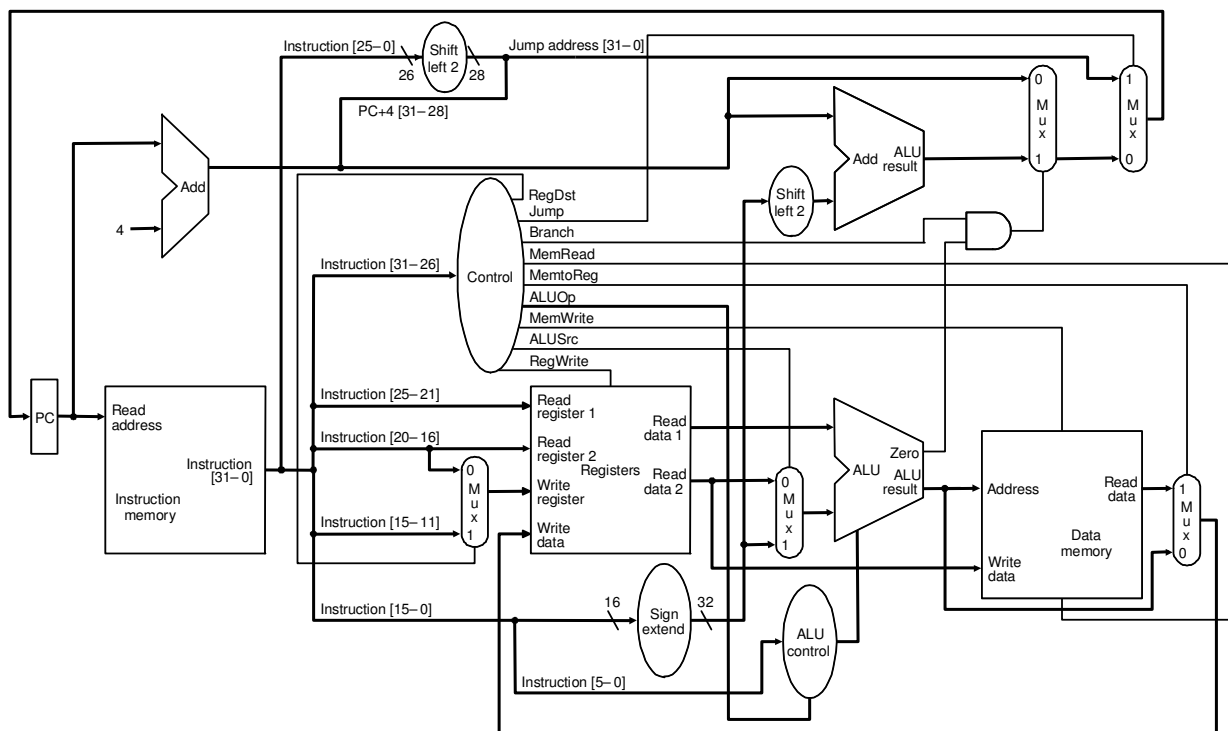 Instruction [25–0]
26
Shift
left 2
28
Jump address [31–0]
PC+4 [31–28]
Add
4
0
M
u
x
1
1
M
u
x
0
Add
ALU
result
Shift
left 2
Instruction [31–26]
Control
RegDst
Jump
Branch
MemRead
MemtoReg
ALUOp
MemWrite
ALUSrc
RegWrite
PC
Read
address
Instruction
[31–0]
Instruction
memory
Instruction [25–21]
Instruction [20–16]
Instruction [15–11]
Instruction [15–0]
Instruction [5–0]
0
M
u
x
1
Read
register 1
Read
register 2
Write
register
Write
data
Registers
Read
data 1
Read
data 2
0
M
u
x
1
Zero
ALU
ALU
result
Address
Write
data
Read
data
Data
memory
1
M
u
x
0
16
Sign
extend
32
ALU
control